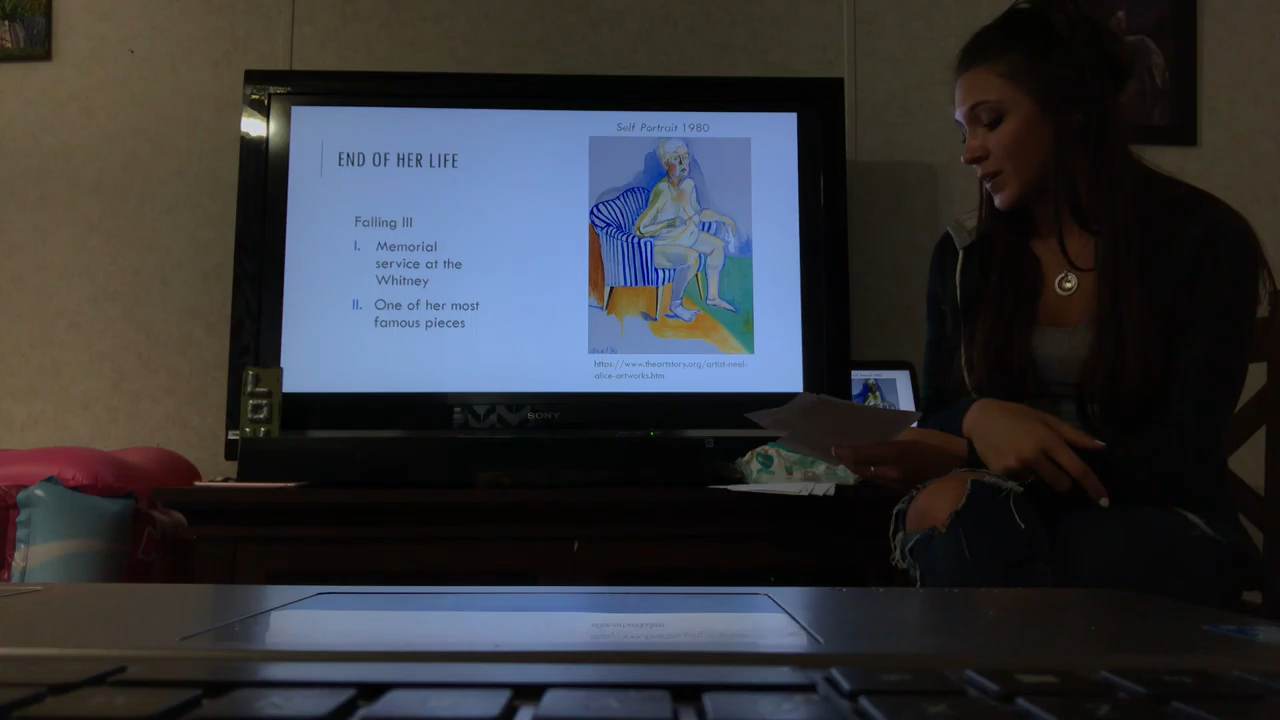 Self Portrait 1980
END OF HER LIFE
Falling Ill
I. Memorial
service at the
Whitney
II. One of her most
famous pieces
https://www.theartstory.org/artist-neel-
alice-artworks.htm
SONY